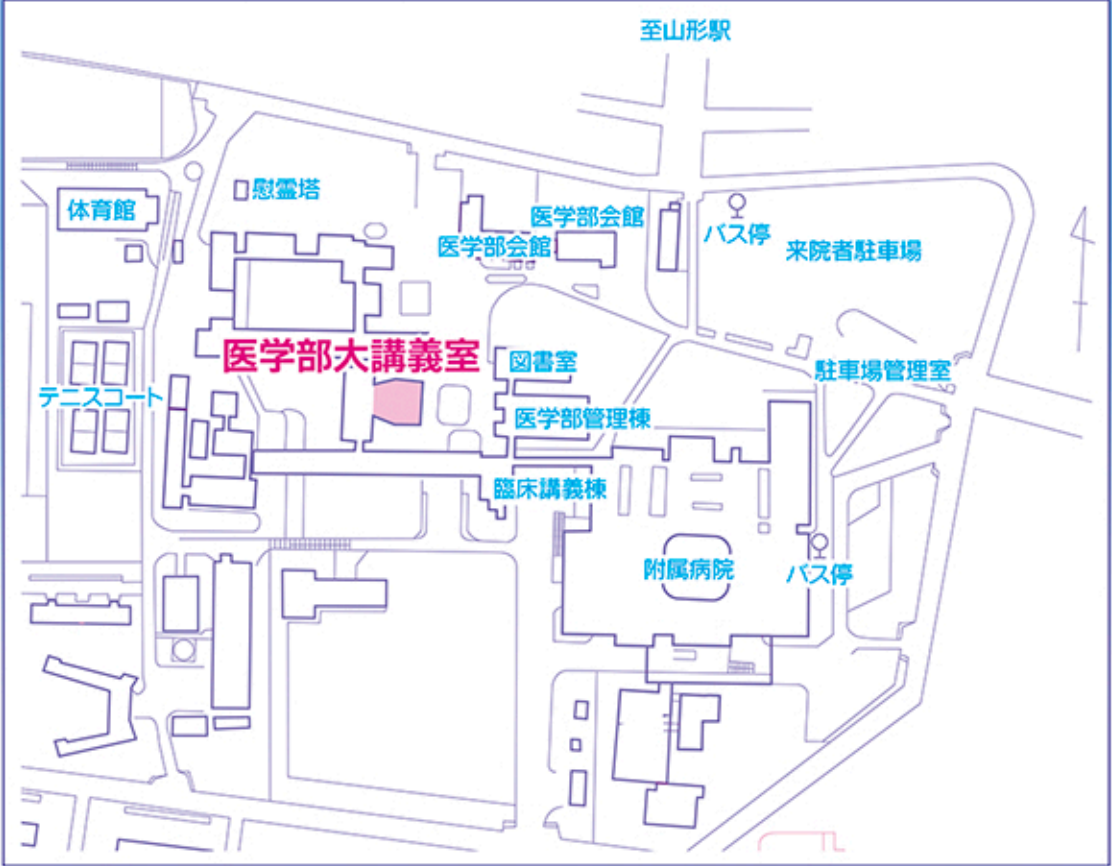 至山形駅
慰霊塔
体育館
医学部会館
バス停
医学部会館
来院者駐車場
医学部大講義室
図書室
駐車場管理室
テニスコート
医学部管理棟
臨床講義棟
附属病院
バス停